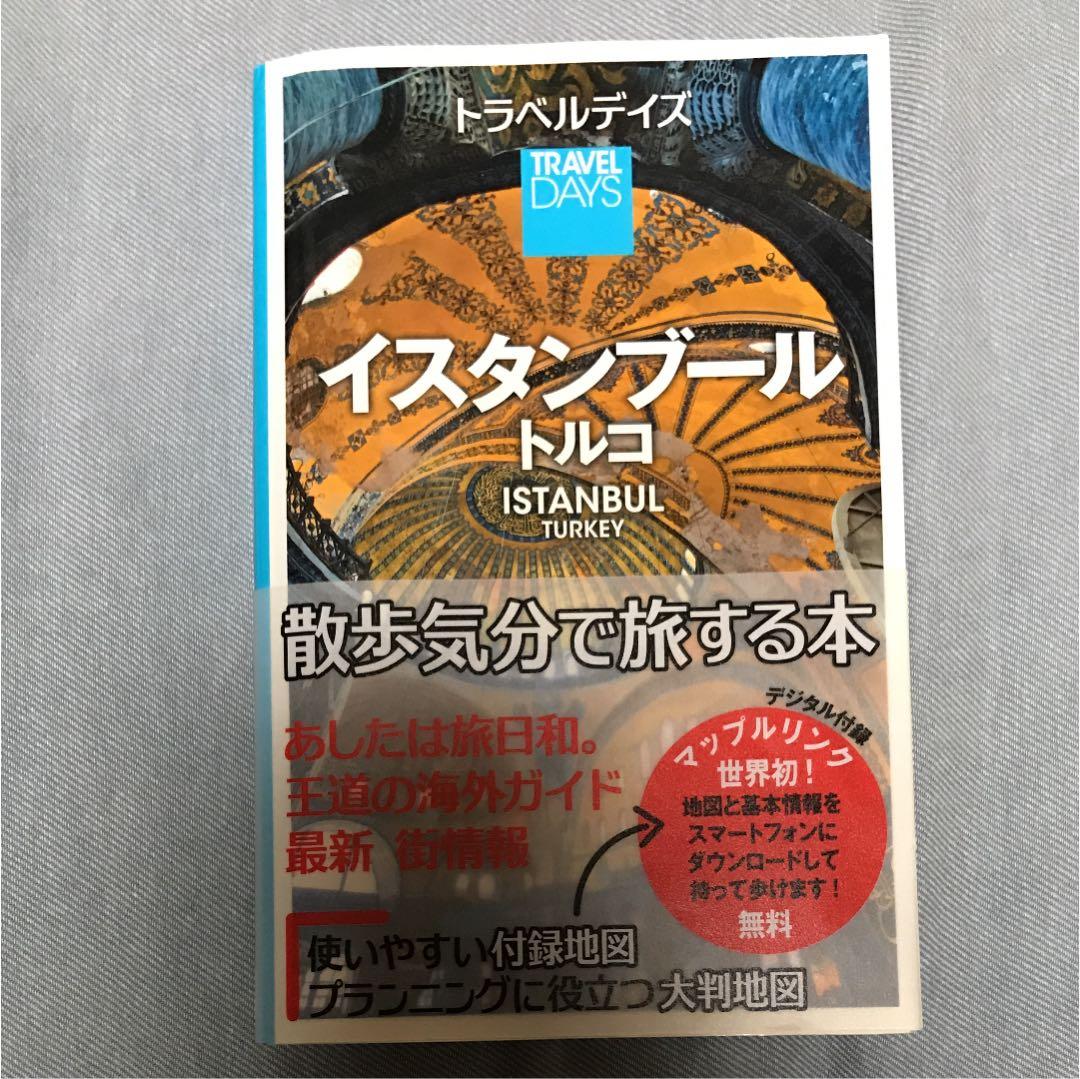 トラベルデイズ
TRAVEL
DAYS
イスタンブール
トルコ
ISTANBUL
TURKEY
散歩気分で旅する本
あしたは旅日和。
王道の海外ガイド
最新 街情報
デジタル付録
マップルリンク
世界初！
地図と基本情報を
スマートフォンに
ダウンロードして
持って歩けます！
無料
使いやすい付録地図
プランニングに役立つ大判地図